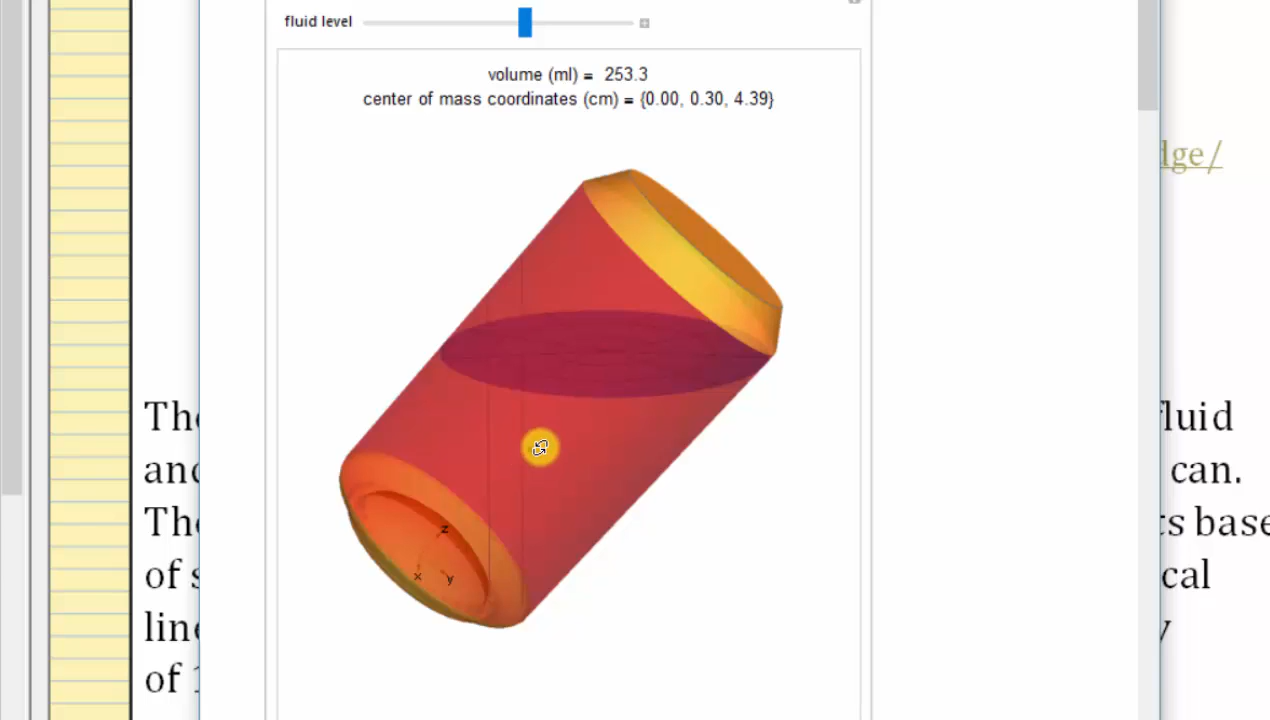 fluid level
volume (ml) = 253.3
center of mass coordinates (cm) = {0.00, 0.30, 4.39}
dge/
z
x y
The fluid
and can.
The ts base
of s cal
line y
of 1